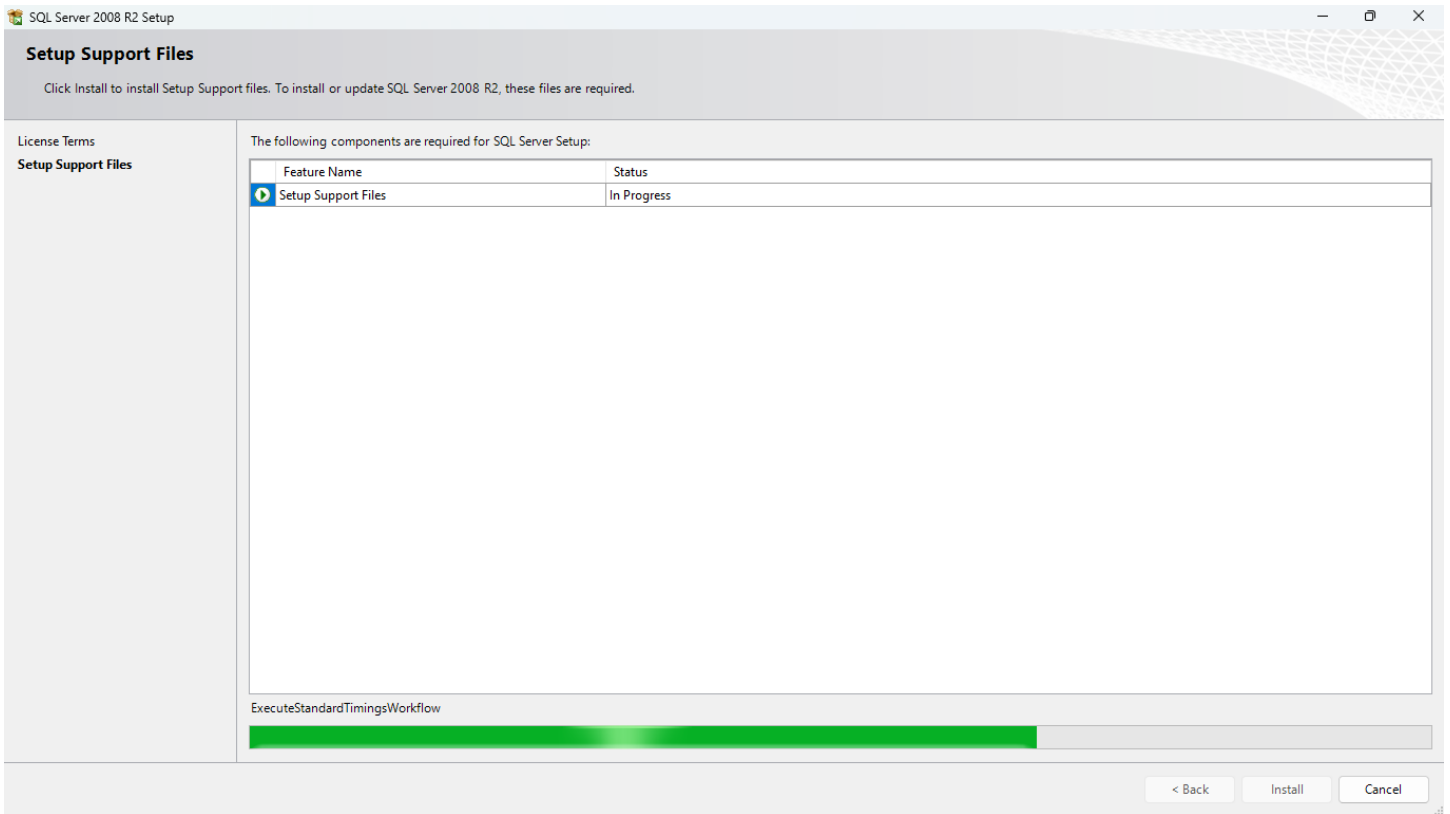 SQL Server 2008 R2 Setup
Setup Support Files
Click Install to install Setup Support files. To install or update SQL Server 2008 R2, these files are required.
License Terms
Setup Support Files
The following components are required for SQL Server Setup:
Feature Name Status
Setup Support Files In Progress
ExecuteStandardTimingsWorkflow
< Back Install Cancel